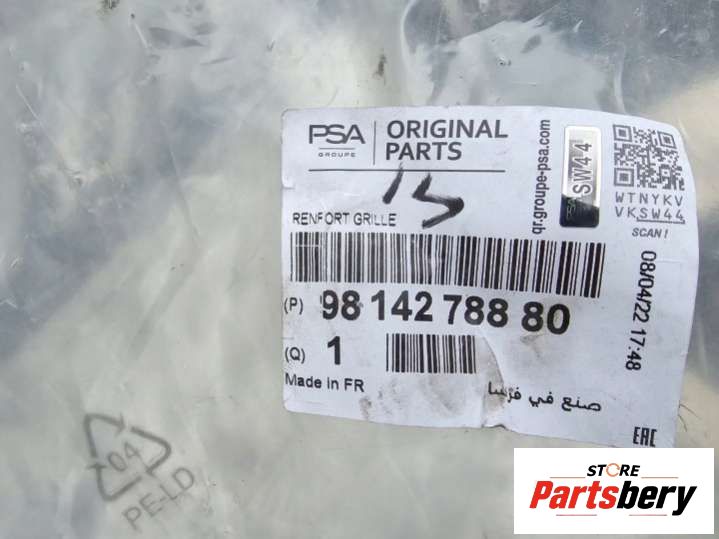 PSA
GROUPE
ORIGINAL
PARTS
15
RENFORT GRILLE
(P) 98 142 788 80
(Q) 1
Made in FR
صنع في فرنسا
qr.groupe-psa.com
PSA SW44
WTNYKV
VKSW44
SCAN!
08/04/22 17:48
EAC
04
PE-LD
STORE
Partsbery